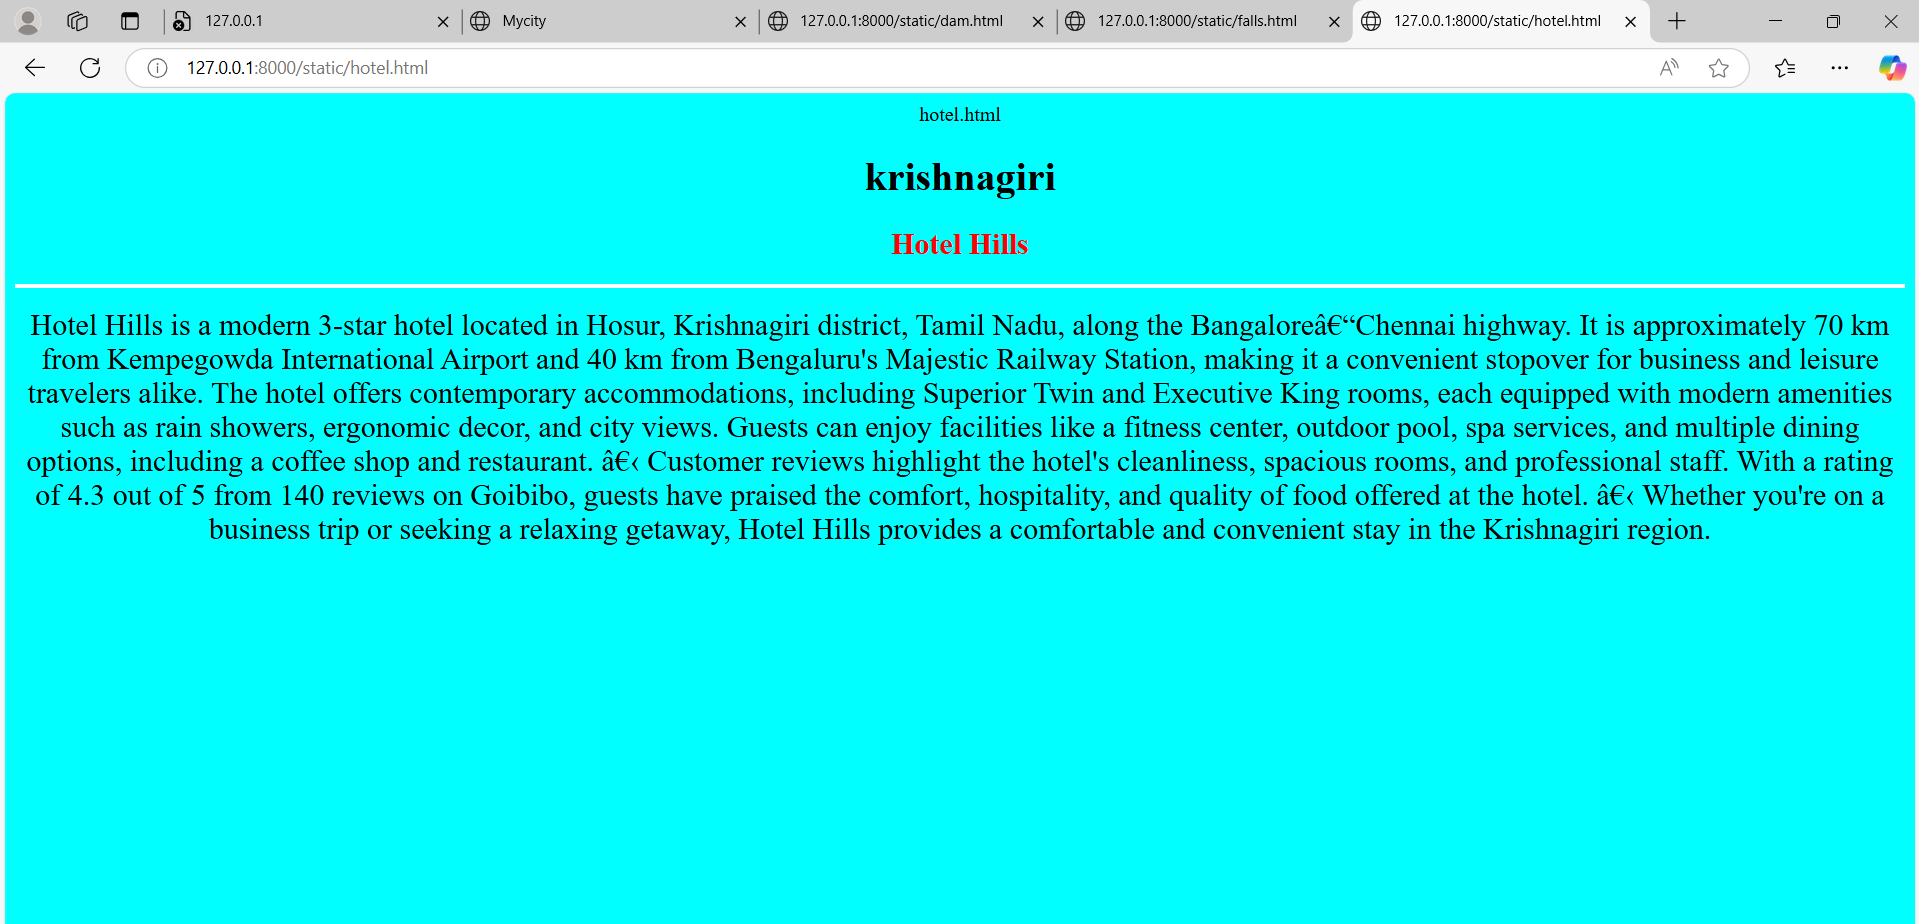 127.0.0.1
Mycity
127.0.0.1:8000/static/dam.html
127.0.0.1:8000/static/falls.html
127.0.0.1:8000/static/hotel.html
127.0.0.1:8000/static/hotel.html
hotel.html
krishnagiri
Hotel Hills
Hotel Hills is a modern 3-star hotel located in Hosur, Krishnagiri district, Tamil Nadu, along the Bangaloreâ€“Chennai highway. It is approximately 70 km
from Kempegowda International Airport and 40 km from Bengaluru's Majestic Railway Station, making it a convenient stopover for business and leisure
travelers alike. The hotel offers contemporary accommodations, including Superior Twin and Executive King rooms, each equipped with modern amenities
such as rain showers, ergonomic decor, and city views. Guests can enjoy facilities like a fitness center, outdoor pool, spa services, and multiple dining
options, including a coffee shop and restaurant. â€‹ Customer reviews highlight the hotel's cleanliness, spacious rooms, and professional staff. With a rating
of 4.3 out of 5 from 140 reviews on Goibibo, guests have praised the comfort, hospitality, and quality of food offered at the hotel. â€‹ Whether you're on a
business trip or seeking a relaxing getaway, Hotel Hills provides a comfortable and convenient stay in the Krishnagiri region.